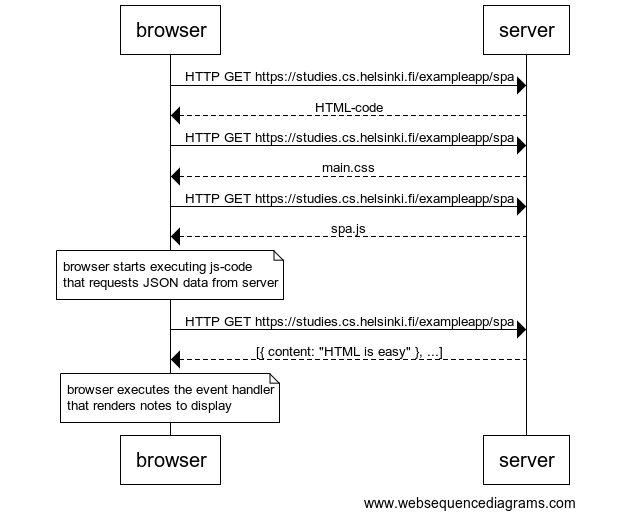 browser server
HTTP GET https://studies.cs.helsinki.fi/exampleapp/spa
HTML-code
HTTP GET https://studies.cs.helsinki.fi/exampleapp/spa
main.css
HTTP GET https://studies.cs.helsinki.fi/exampleapp/spa
spa.js
browser starts executing js-code
that requests JSON data from server
HTTP GET https://studies.cs.helsinki.fi/exampleapp/spa
[{ content: "HTML is easy" }, ...]
browser executes the event handler
that renders notes to display
browser server
www.websequencediagrams.com